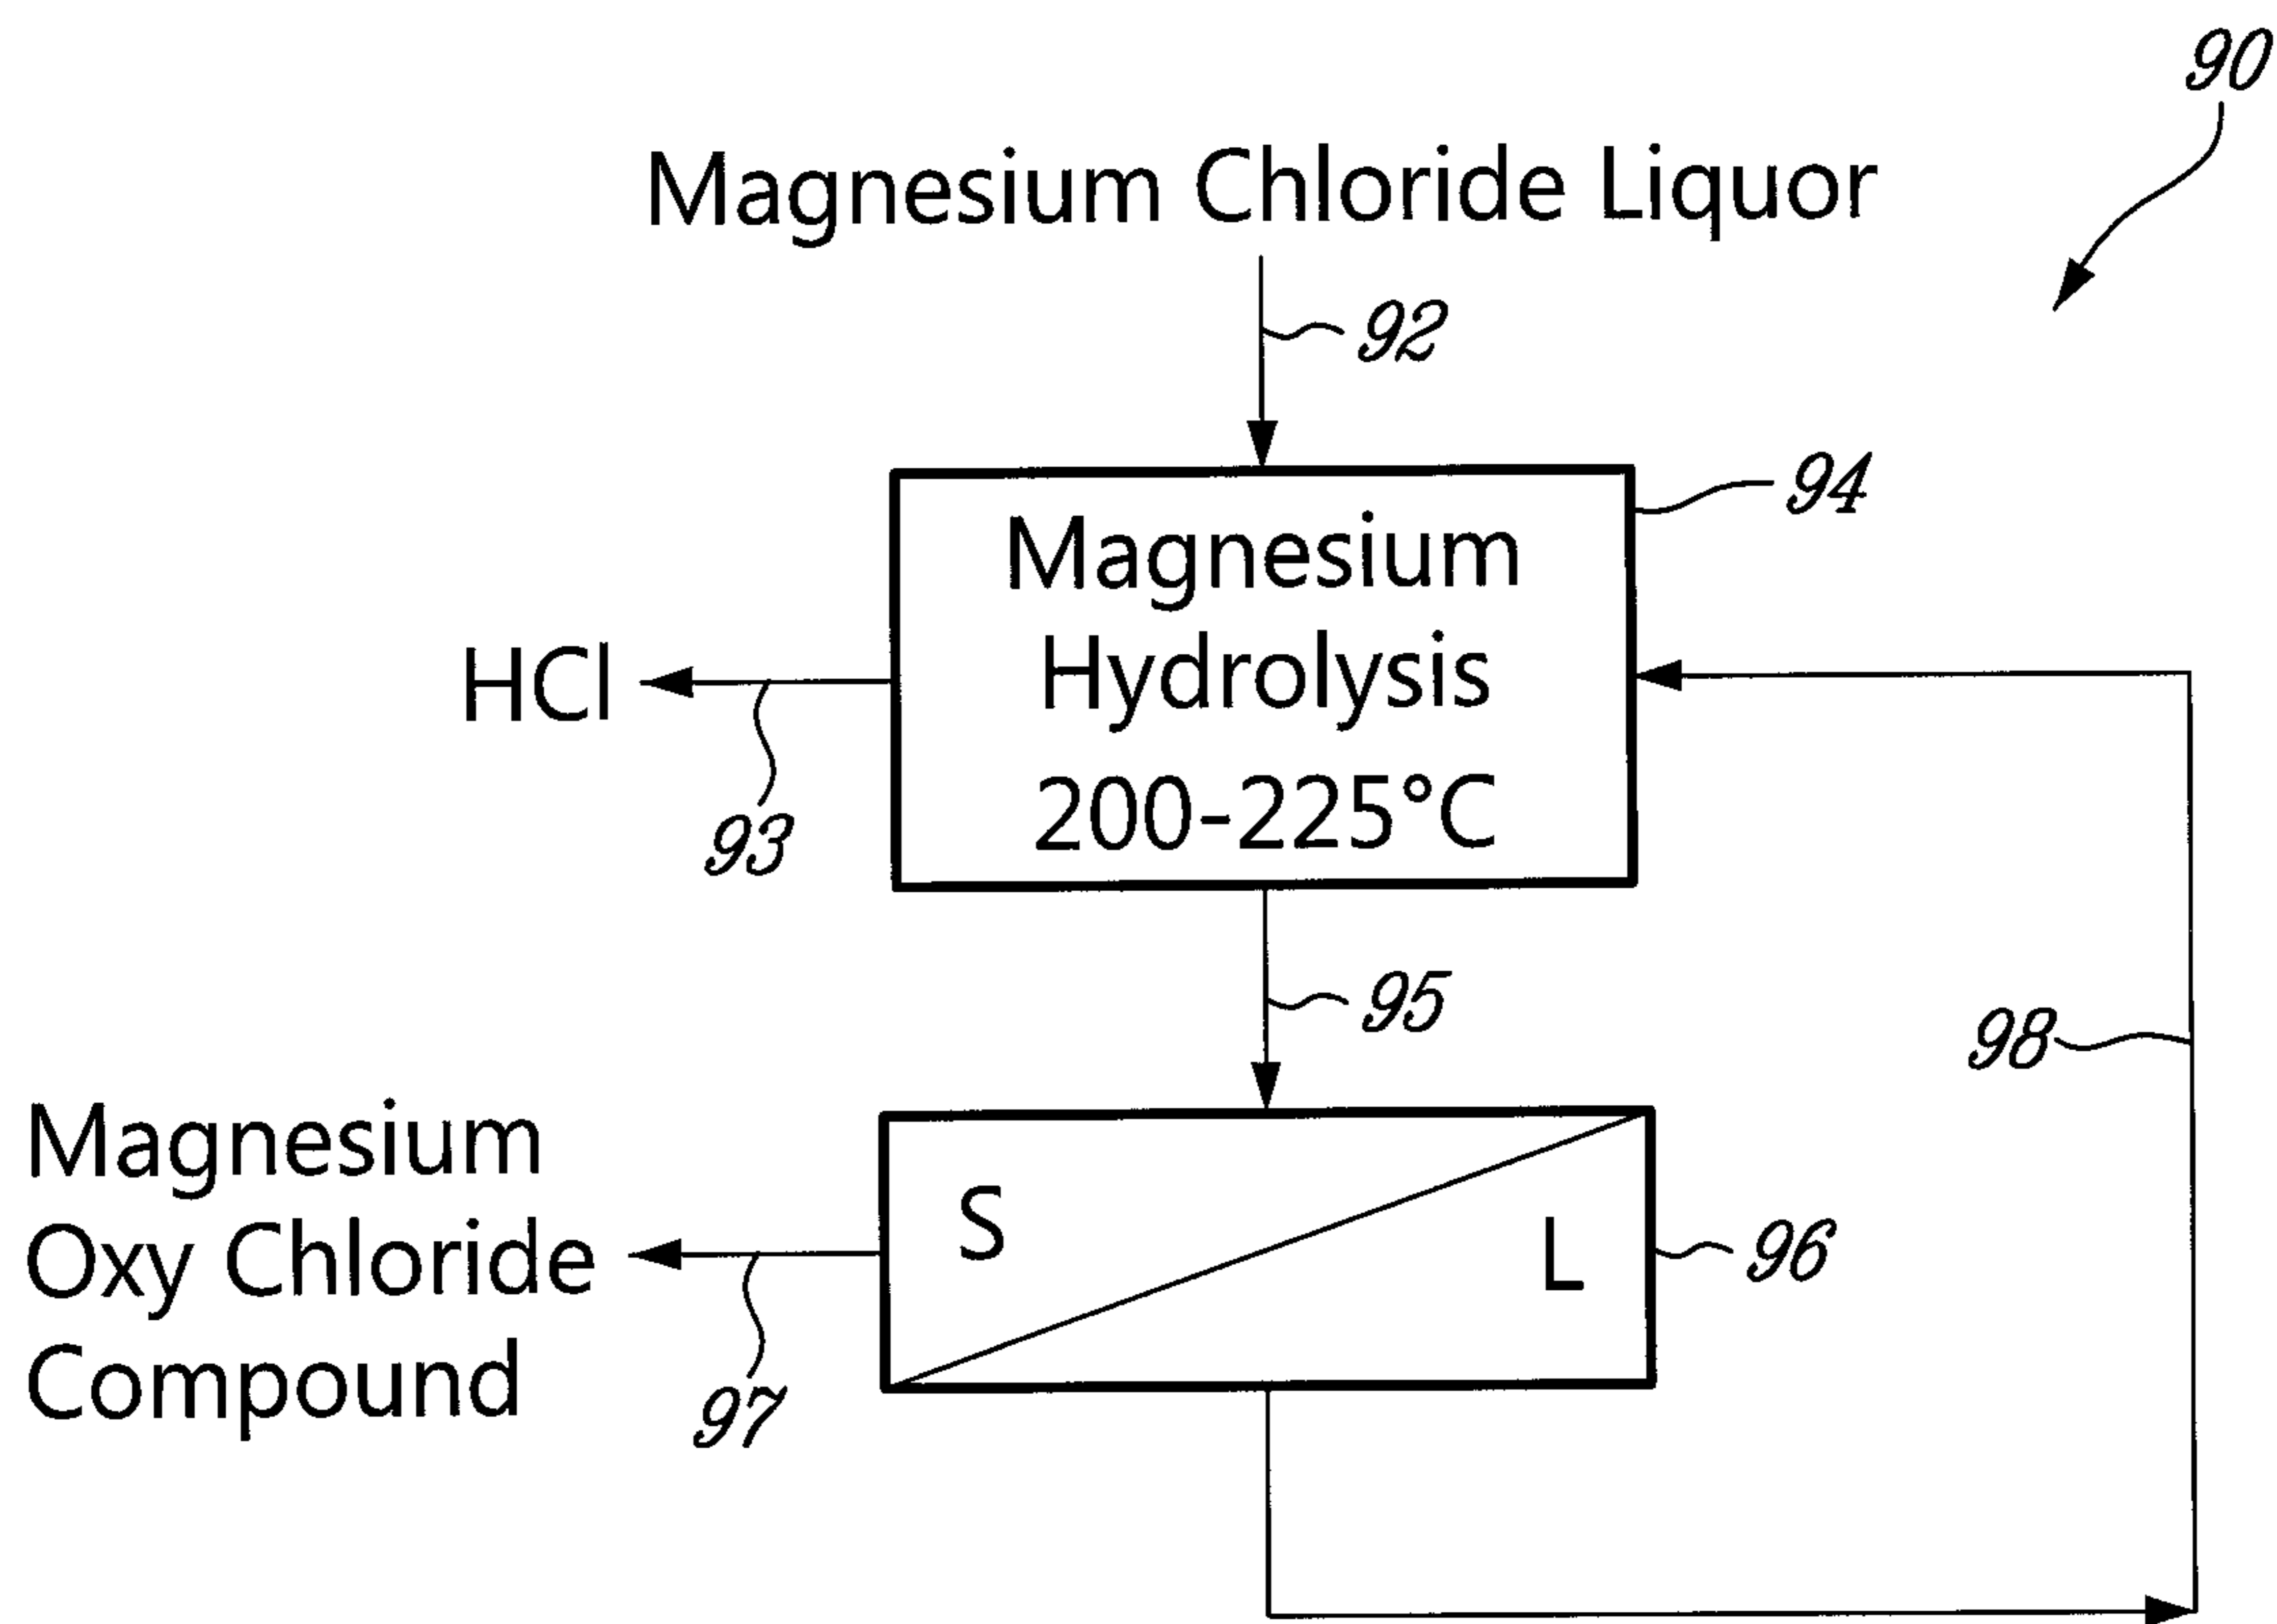 90
Magnesium Chloride Liquor
92
94
Magnesium
Hydrolysis
200-225°C
HCl
93
95
98
Magnesium
Oxy Chloride
Compound
S
L
96
97